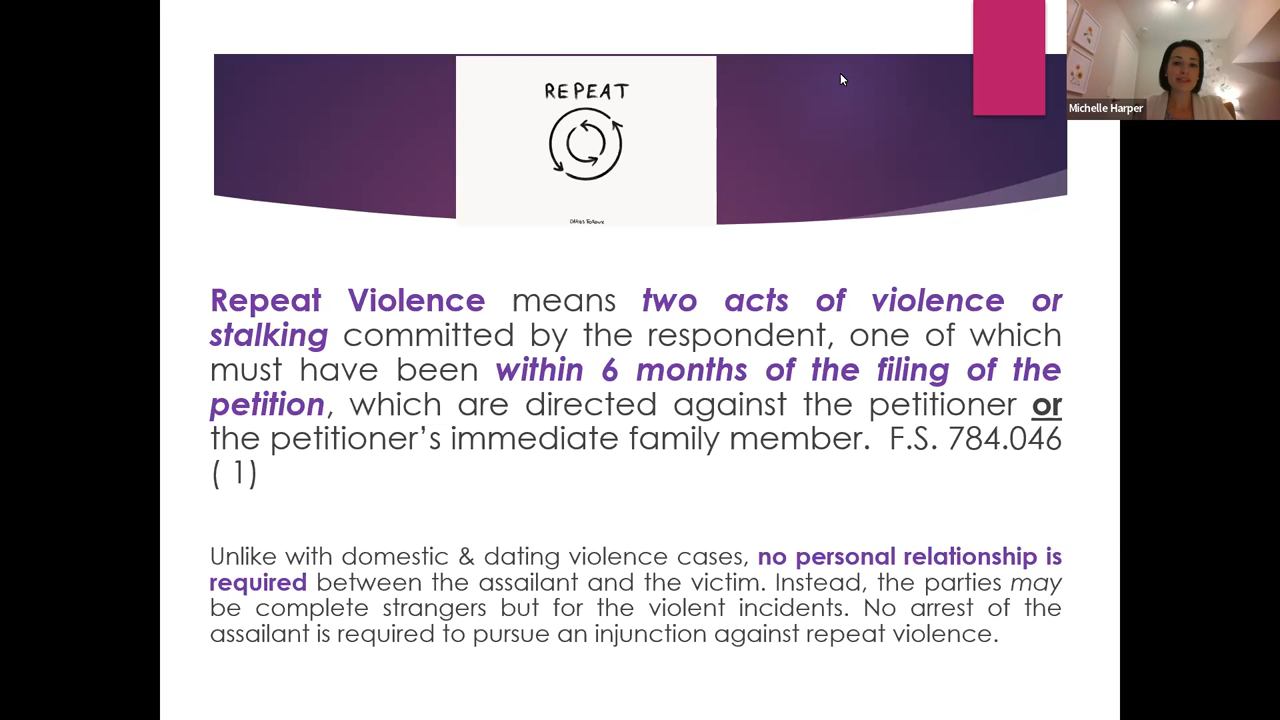 REPEAT
Michelle Harper
Repeat Violence means two acts of violence or
stalking committed by the respondent, one of which
must have been within 6 months of the filing of the
petition, which are directed against the petitioner or
the petitioner's immediate family member.  F.S. 784.046
( 1)
Unlike with domestic & dating violence cases, no personal relationship is
required between the assailant and the victim. Instead, the parties may
be complete strangers but for the violent incidents. No arrest of the
assailant is required to pursue an injunction against repeat violence.